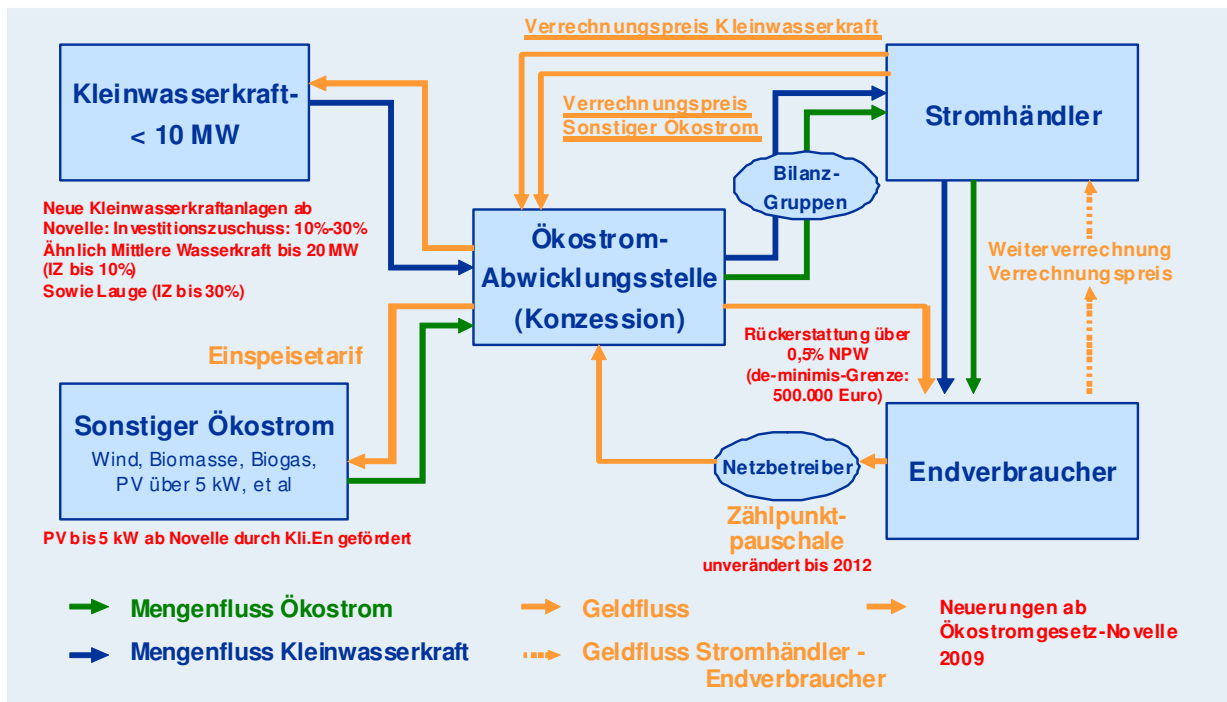 Verrechnungspreis Kleinwasserkraft
Kleinwasserkraft-
< 10 MW
Verrechnungspreis
Sonstiger Ökostrom
Stromhändler
Bilanz-
Gruppen
Neue Kleinwasserkraftanlagen ab
Novelle: Investitionszuschuss: 10%-30%
Ähnlich Mittlere Wasserkraft bis 20 MW
(IZ bis 10%)
Sowie Lauge (IZ bis 30%)
Ökostrom-
Abwicklungsstelle
(Konzession)
Weiterverrechnung
Verrechnungspreis
Einspeisetarif
Rückerstattung über
0,5% NPW
(de-minimis-Grenze:
500.000 Euro)
Sonstiger Ökostrom
Wind, Biomasse, Biogas,
PV über 5 kW, et al
Netzbetreiber
Endverbraucher
PV bis 5 kW ab Novelle durch Kli.En gefördert
Zählpunkt-
pauschale
unverändert bis 2012
Mengenfluss Ökostrom
Mengenfluss Kleinwasserkraft
Geldfluss
Geldfluss Stromhändler -
Endverbraucher
Neuerungen ab
Ökostromgesetz-Novelle
2009